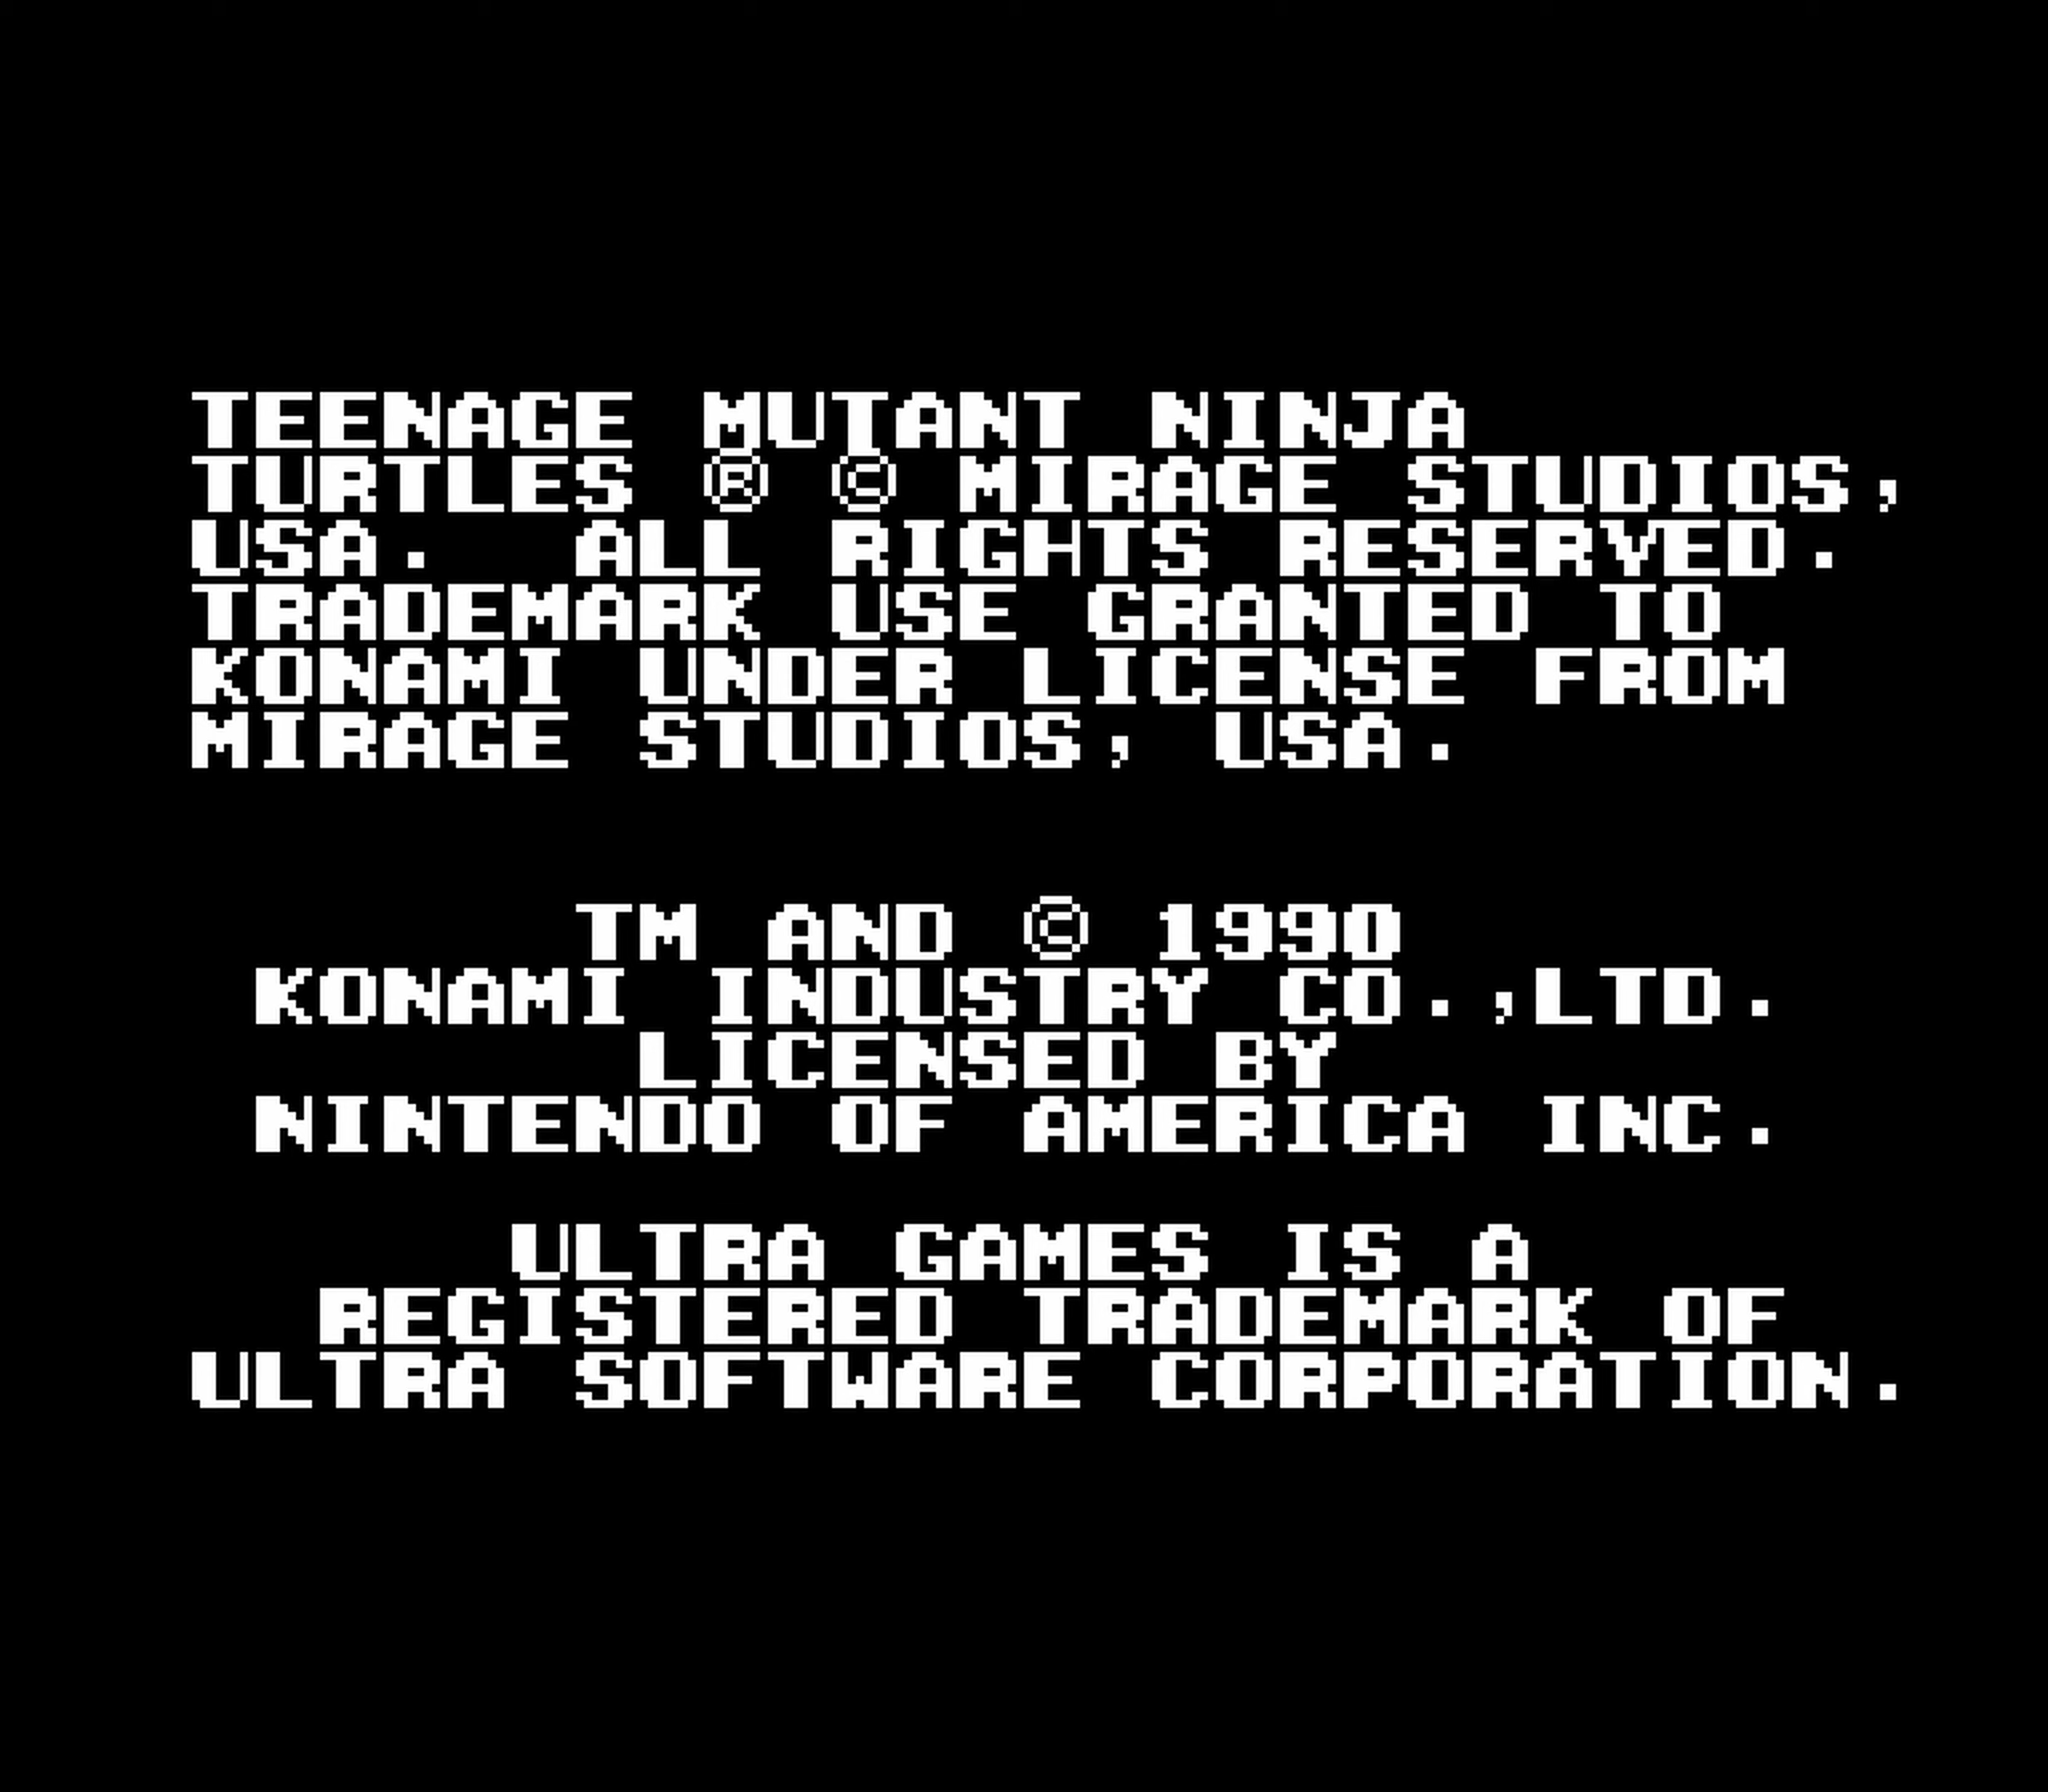 TEENAGE MUTANT NINJA
TURTLES ® © MIRAGE STUDIOS,
USA. ALL RIGHTS RESERVED.
TRADEMARK USE GRANTED TO
KONAMI UNDER LICENSE FROM
MIRAGE STUDIOS, USA.
TM AND © 1990
KONAMI INDUSTRY CO.,LTD.
LICENSED BY
NINTENDO OF AMERICA INC.
ULTRA GAMES IS A
REGISTERED TRADEMARK OF
ULTRA SOFTWARE CORPORATION.